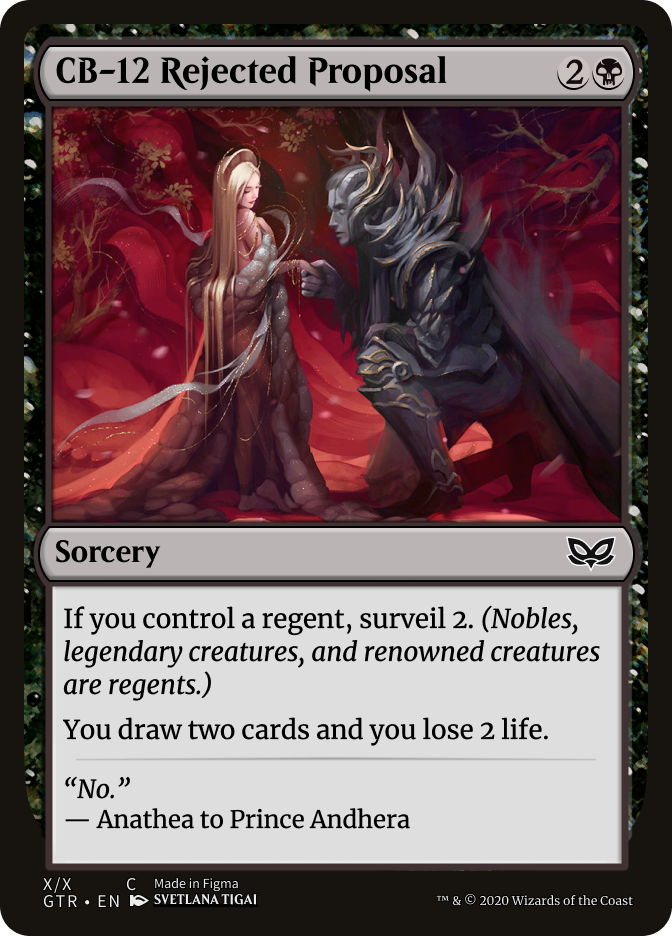 CB-12 Rejected Proposal 2
Sorcery
If you control a regent, surveil 2. (Nobles,
legendary creatures, and renowned creatures
are regents.)
You draw two cards and you lose 2 life.
“No.”
— Anathea to Prince Andhera
X/X C Made in Figma
GTR • EN SVETLANA TIGAI ™ & © 2020 Wizards of the Coast